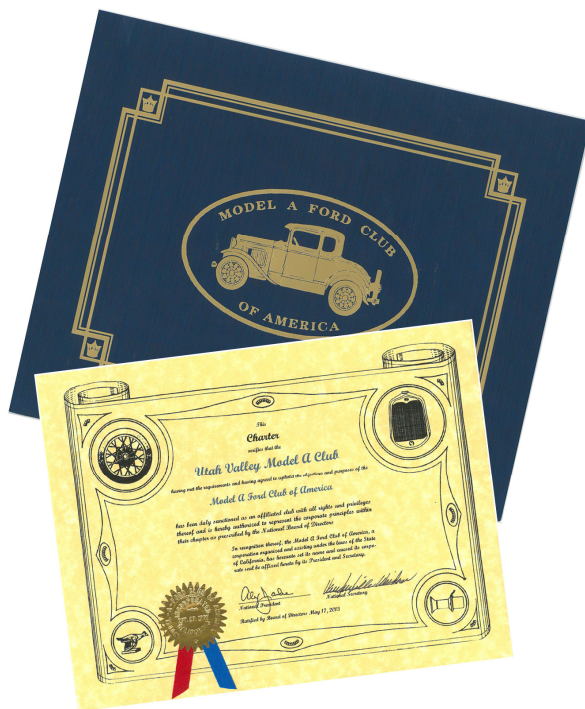 MODEL A FORD CLUB
OF AMERICA
This
Charter
verifies that the
Utah Valley Model A Club
having met the requirements and having agreed to uphold the objectives and purposes of the
Model A Ford Club of America
has been duly sanctioned as an affiliated club with all rights and privileges
thereof and is hereby authorized to represent the corporate principles within
this charter as prescribed by the National Board of Directors
In recognition thereof, the Model A Ford Club of America, a
corporation organized and existing under the laws of the State
of California, has hereunto set its name and caused its corpo-
rate seal to be affixed hereto by its President and Secretary.
National President
National Secretary
Ratified by Board of Directors May 17, 2003